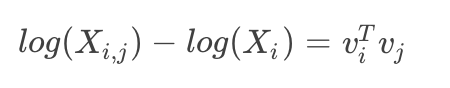 log(X_{i,j}) − log(X_i) = v_i^T v_j